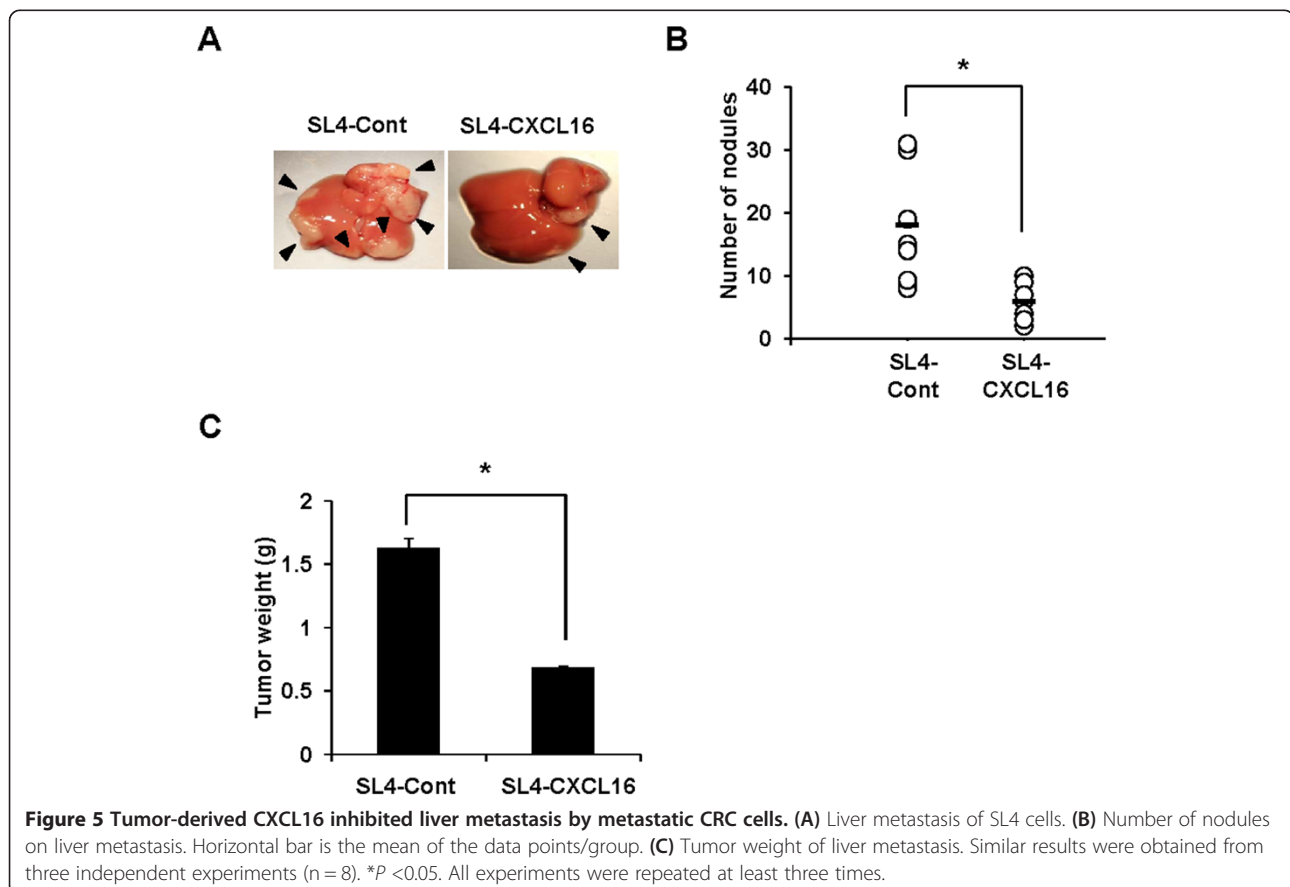 A
SL4-Cont SL4-CXCL16
B
*
Number of nodules
40
30
20
10
0
SL4-
Cont
SL4-
CXCL16
C
*
Tumor weight (g)
2
1.5
1
0.5
0
SL4-Cont SL4-CXCL16
Figure 5 Tumor-derived CXCL16 inhibited liver metastasis by metastatic CRC cells. (A) Liver metastasis of SL4 cells. (B) Number of nodules
on liver metastasis. Horizontal bar is the mean of the data points/group. (C) Tumor weight of liver metastasis. Similar results were obtained from
three independent experiments (n = 8). *P <0.05. All experiments were repeated at least three times.